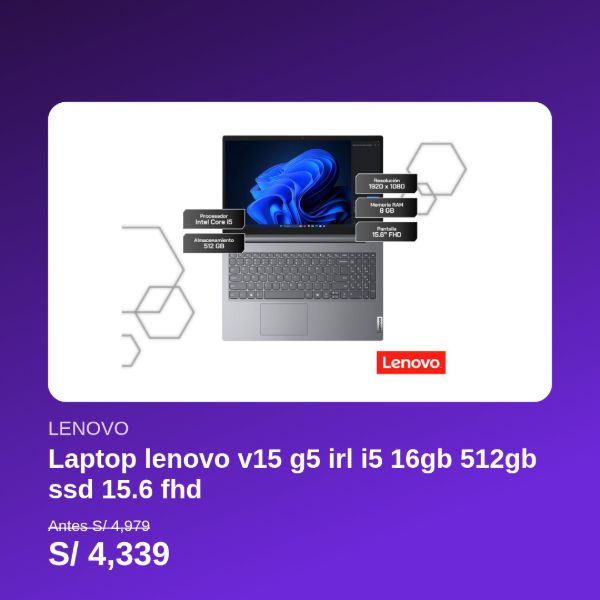 Resolución
1920 x 1080
Memoria RAM
8 GB
Pantalla
15.6" FHD
Procesador
Intel Core i5
Almacenamiento
512 GB
Lenovo
Lenovo
LENOVO
Laptop lenovo v15 g5 irl i5 16gb 512gb
ssd 15.6 fhd
Antes S/ 4,979
S/ 4,339